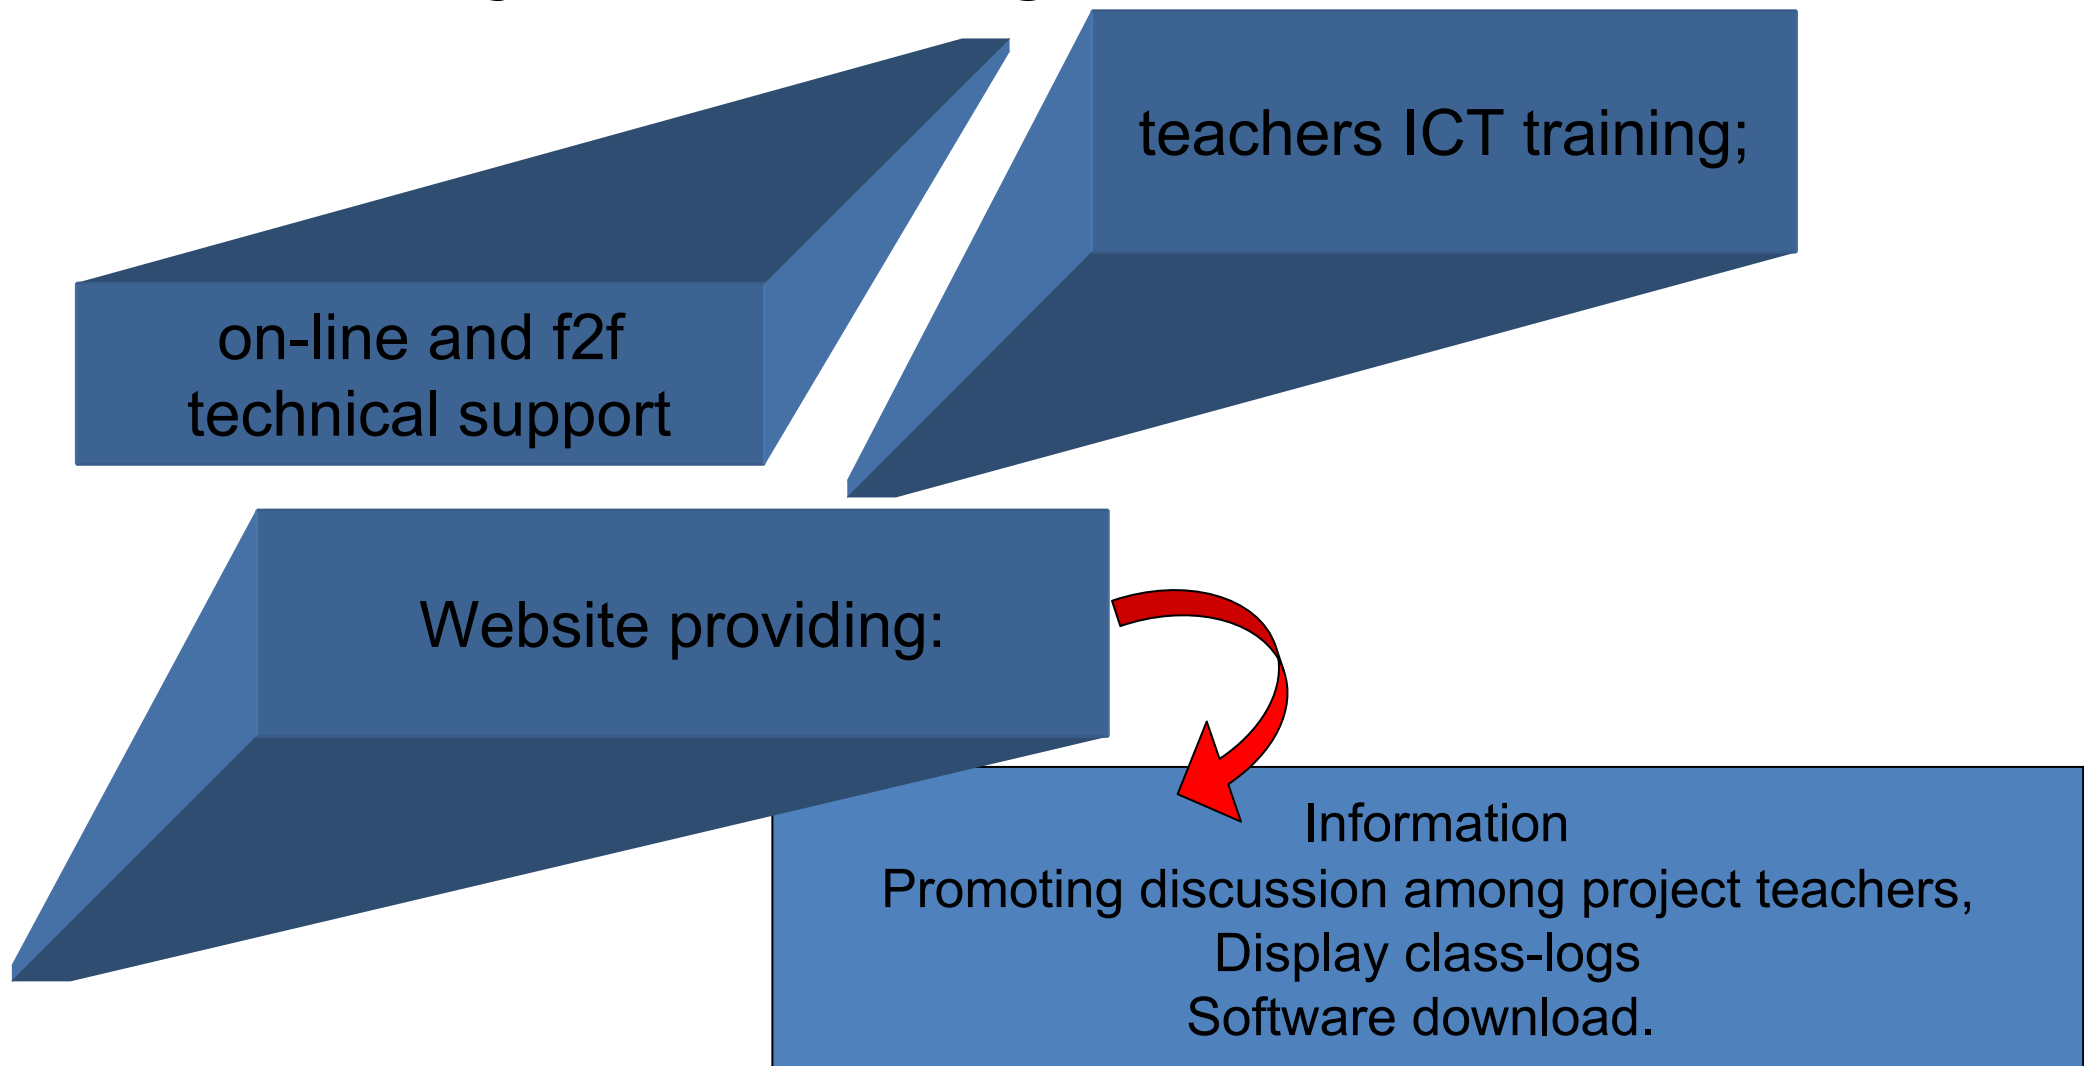 teachers ICT training;
on-line and f2f
technical support
Website providing:
Information
Promoting discussion among project teachers,
Display class-logs
Software download.